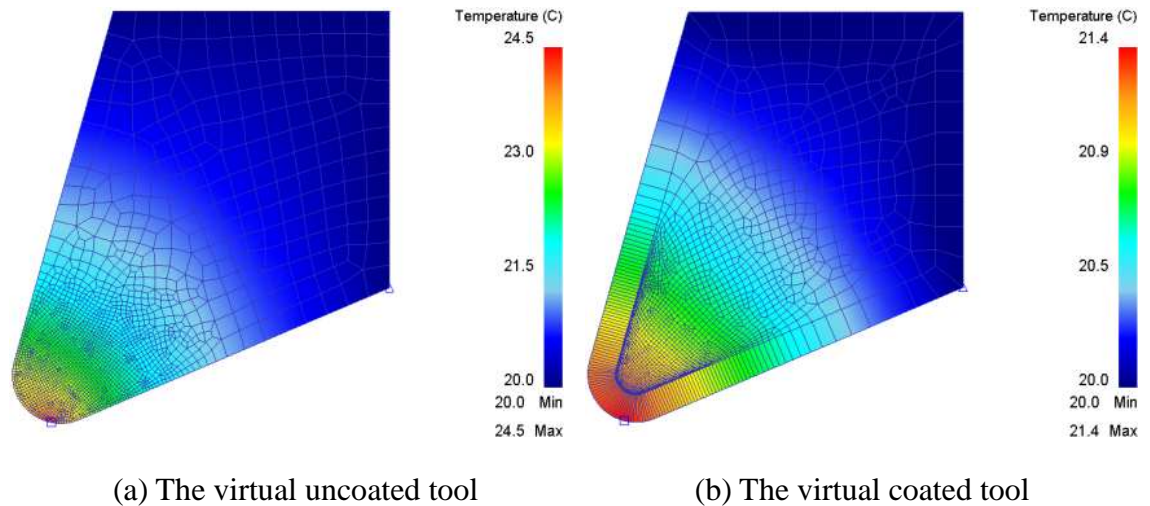 Temperature (C)
24.5
23.0
21.5
20.0
20.0 Min
24.5 Max
Temperature (C)
21.4
20.9
20.5
20.0
20.0 Min
21.4 Max
(a) The virtual uncoated tool
(b) The virtual coated tool